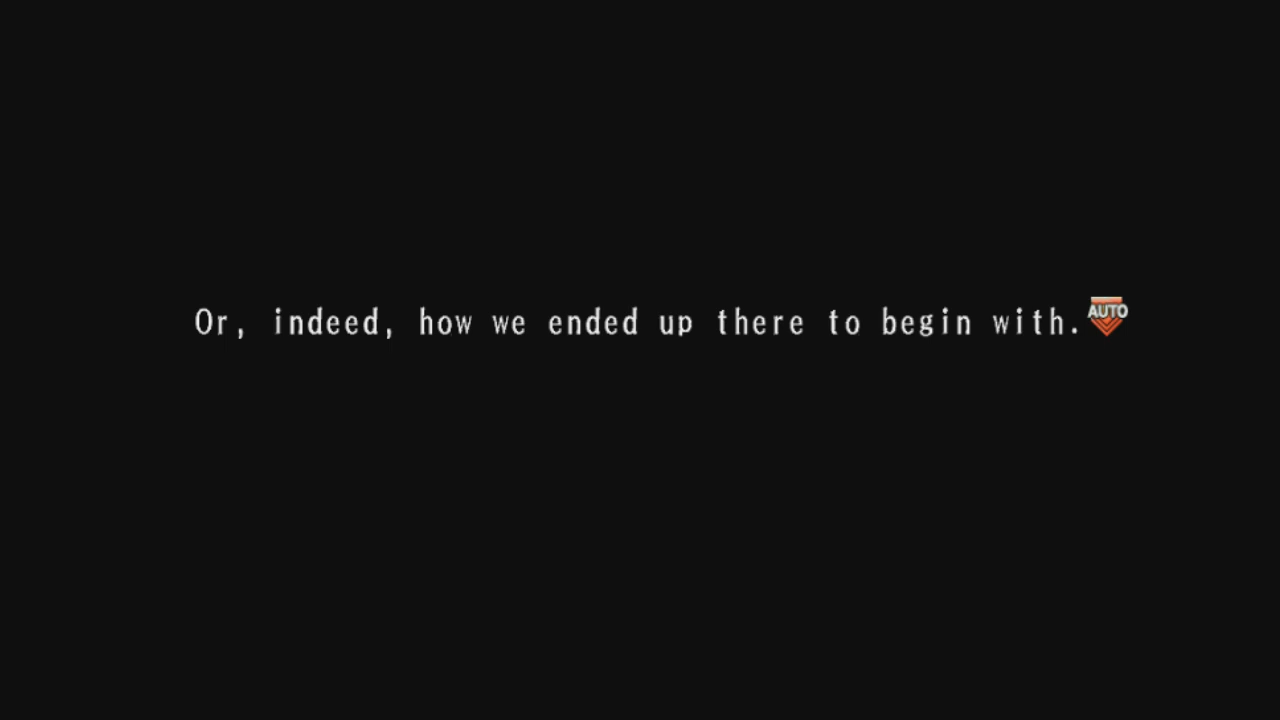 Or, indeed, how we ended up there to begin with. AUTO